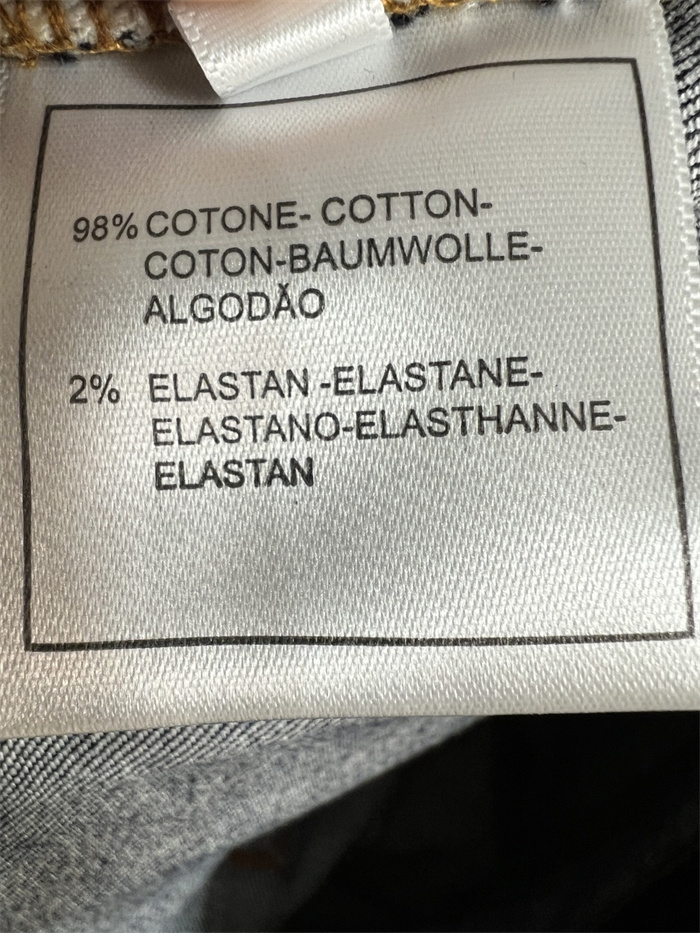 98% COTONE- COTTON-
COTON-BAUMWOLLE-
ALGODÃO
2% ELASTAN -ELASTANE-
ELASTANO-ELASTHANNE-
ELASTAN